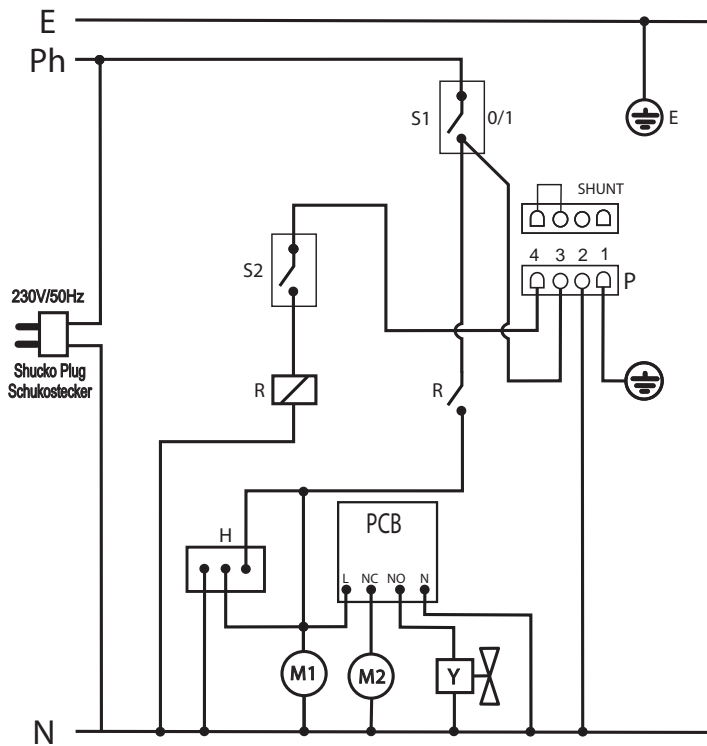 E
Ph
S1
0/1
E
SHUNT
4 3 2 1
P
S2
230V/50Hz
Shucko Plug
Schukostecker
R
R
H
PCB
L NC NO N
M1
M2
Y
N